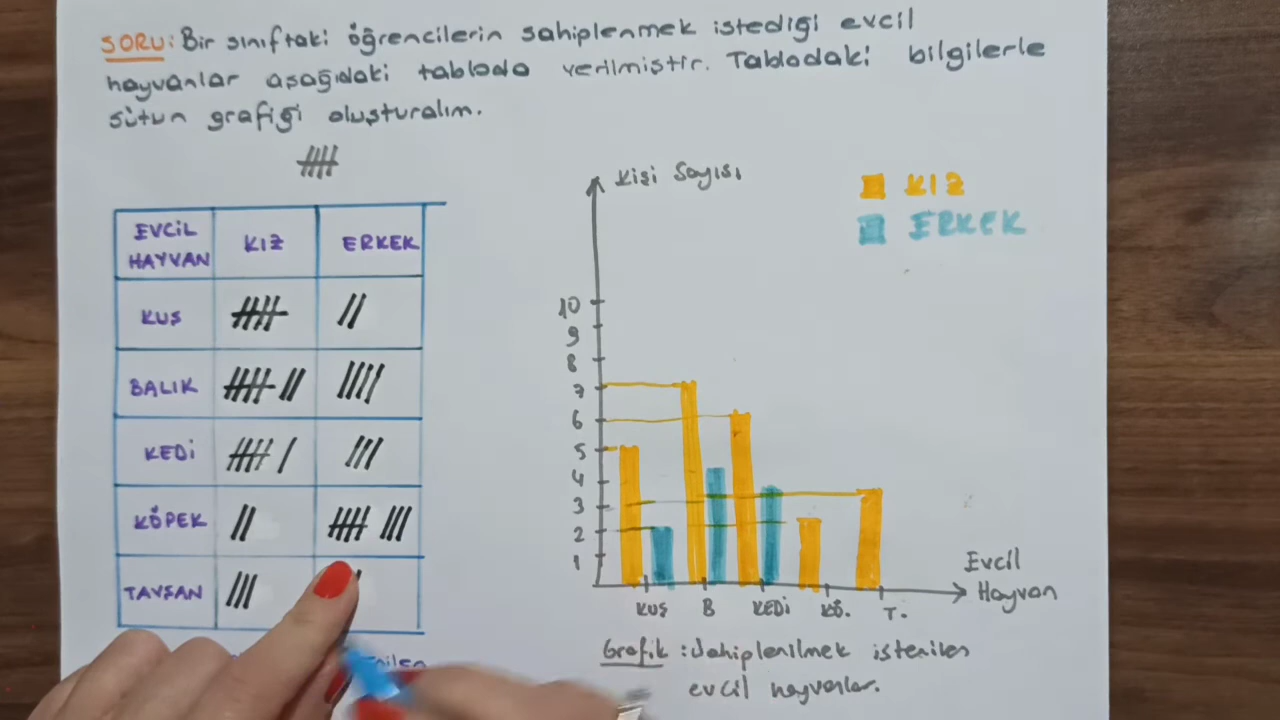 SORU: Bir sınıftaki öğrencilerin sahiplenmek istediği evcil
hayvanlar aşağıdaki tabloda verilmiştir. Tablodaki bilgilerle
sütun grafiği oluşturalım.
EVCİL HAYVAN KIZ ERKEK
KUŞ
BALIK
KEDİ
KÖPEK
TAVŞAN
Kişi Sayısı
KIZ
ERKEK
10
9
8
7
6
5
4
3
2
1
KUŞ B KEDİ KÖ. T.
Evcil
Hayvan
Grafik: Sahiplenilmek istenilen
evcil hayvanlar.